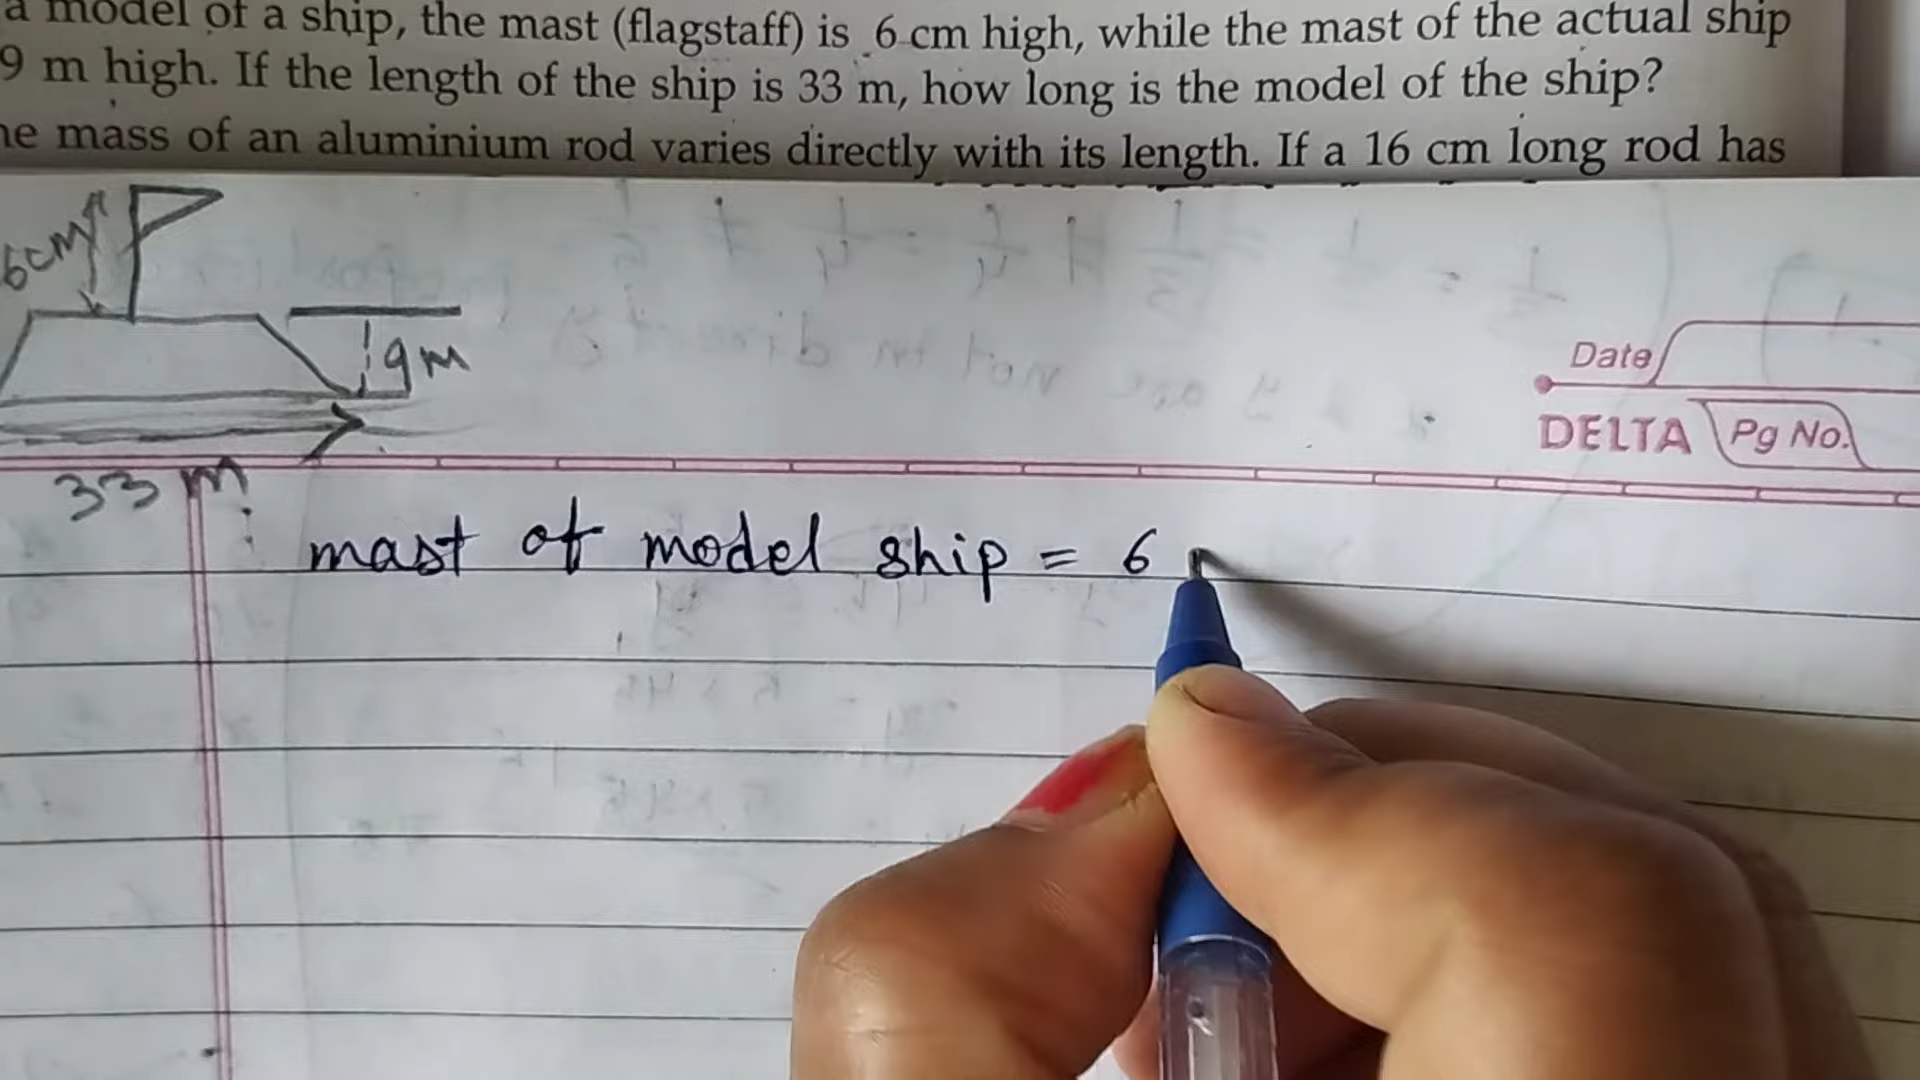 a model of a ship, the mast (flagstaff) is 6 cm high, while the mast of the actual ship
9 m high. If the length of the ship is 33 m, how long is the model of the ship?
he mass of an aluminium rod varies directly with its length. If a 16 cm long rod has
6cm
9m
Date
DELTA Pg No.
33 m
mast of model ship = 6